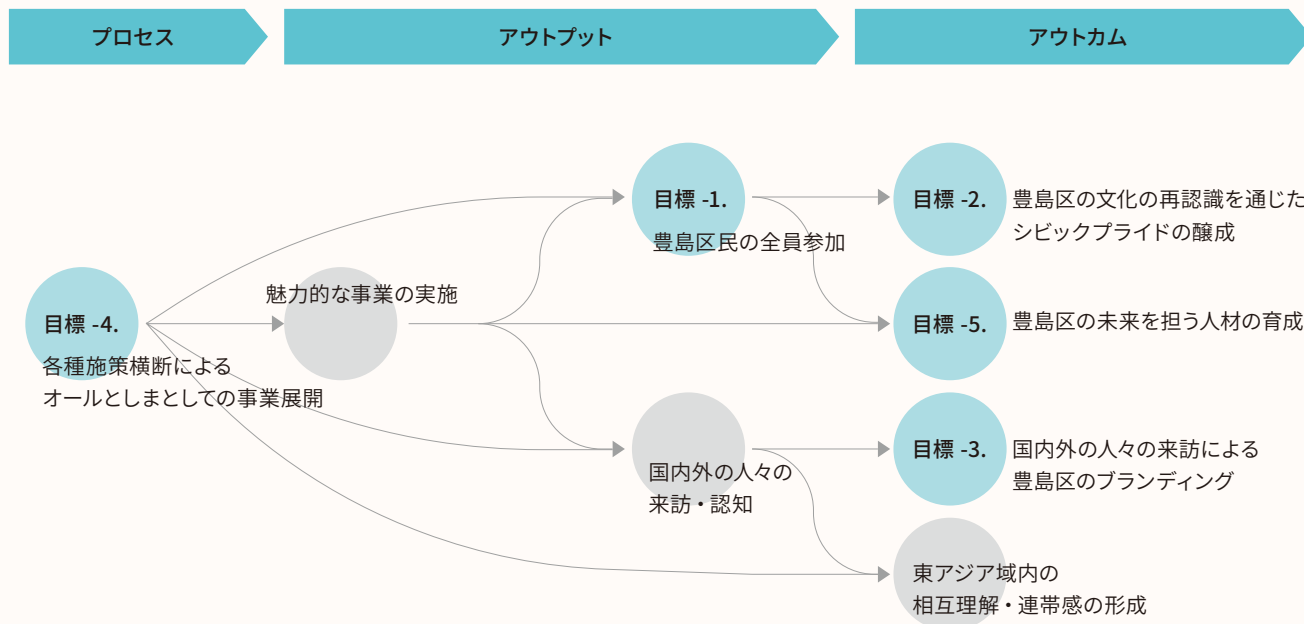 プロセス
アウトプット
アウトカム
目標 -4.
各種施策横断による
オールとしまとしての事業展開
魅力的な事業の実施
目標 -1.
豊島区民の全員参加
国内外の人々の
来訪・認知
目標 -2.
豊島区の文化の再認識を通じた
シビックプライドの醸成
目標 -5.
豊島区の未来を担う人材の育成
目標 -3.
国内外の人々の来訪による
豊島区のブランディング
東アジア域内の
相互理解・連帯感の形成